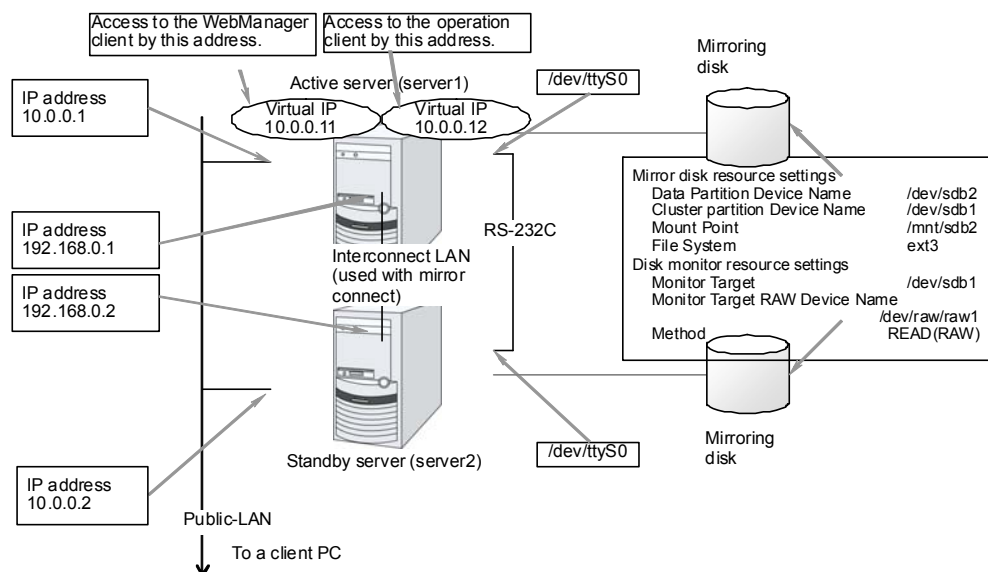 Access to the WebManager
client by this address.
Access to the operation
client by this address.
Mirroring
disk
Active server (server1)
/dev/ttyS0
IP address
10.0.0.1
Virtual IP
10.0.0.11
Virtual IP
10.0.0.12
Mirror disk resource settings
Data Partition Device Name /dev/sdb2
Cluster partition Device Name /dev/sdb1
Mount Point /mnt/sdb2
File System ext3
Disk monitor resource settings
Monitor Target /dev/sdb1
Monitor Target RAW Device Name
/dev/raw/raw1
Method READ(RAW)
IP address
192.168.0.1
RS-232C
Interconnect LAN
(used with mirror
connect)
IP address
192.168.0.2
/dev/ttyS0
Mirroring
disk
Standby server (server2)
IP address
10.0.0.2
Public-LAN
To a client PC